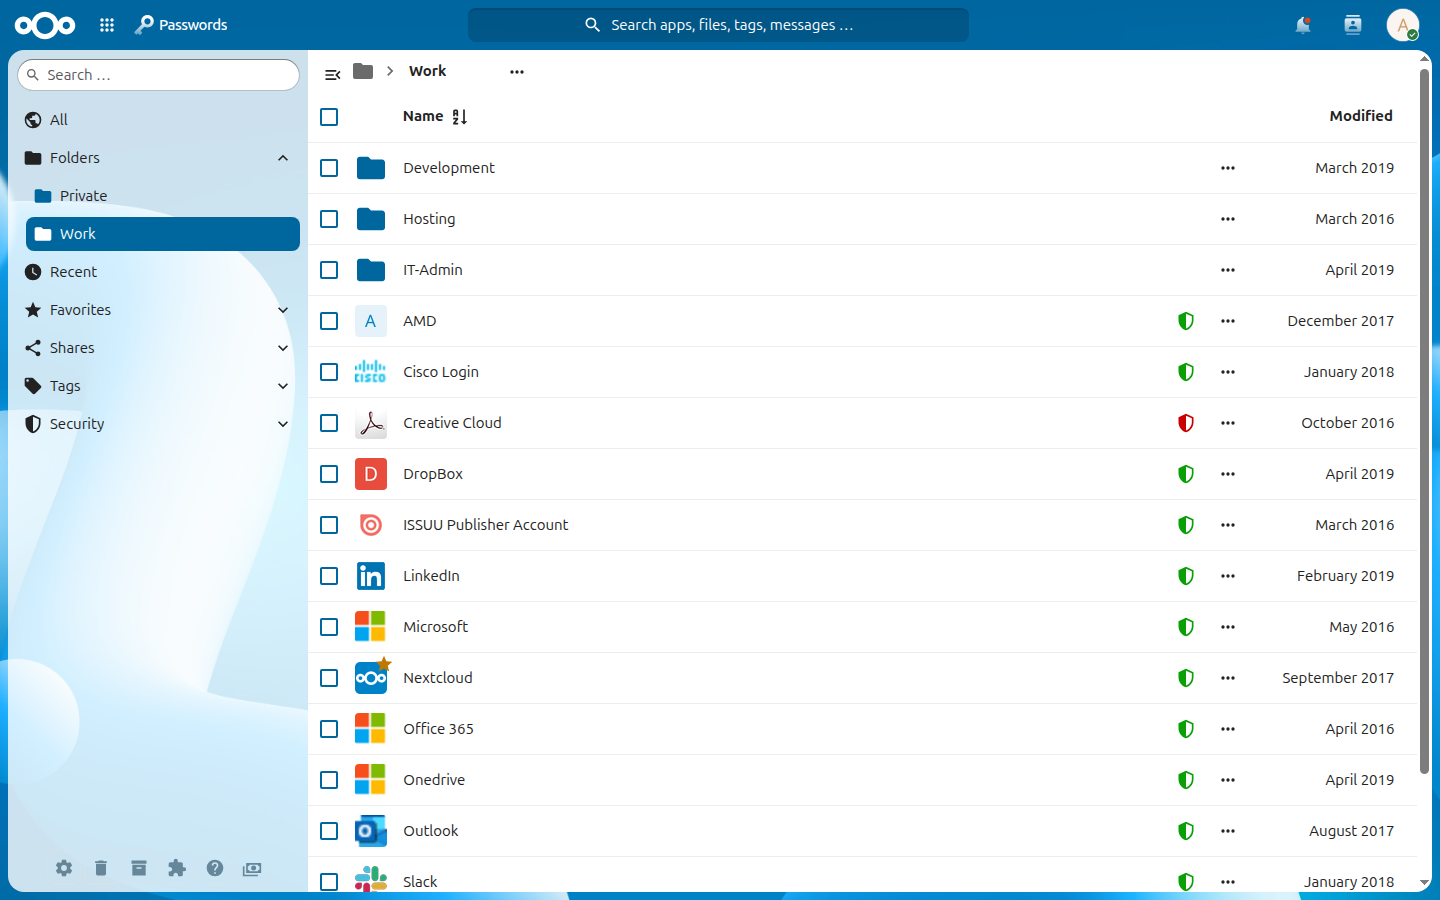 Passwords
Search apps, files, tags, messages …
A
Search …
All
Folders
Private
Work
Recent
Favorites
Shares
Tags
Security
Work
Name
Modified
Development March 2019
Hosting March 2016
IT-Admin April 2019
A AMD December 2017
CISCO Cisco Login January 2018
Creative Cloud October 2016
D DropBox April 2019
ISSUU Publisher Account March 2016
in LinkedIn February 2019
Microsoft May 2016
Nextcloud September 2017
Office 365 April 2016
Onedrive April 2019
Outlook August 2017
Slack January 2018